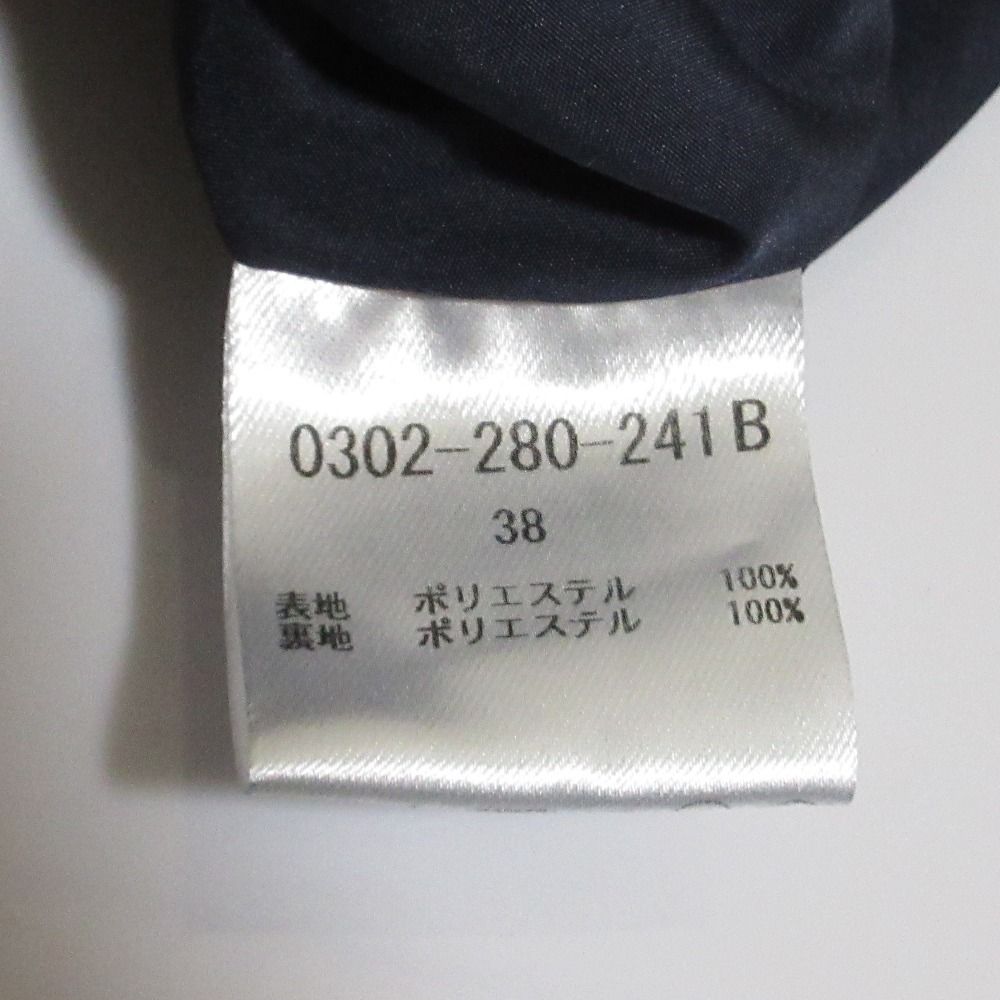 0302-280-241B
38
表地 ポリエステル 100%
裏地 ポリエステル 100%